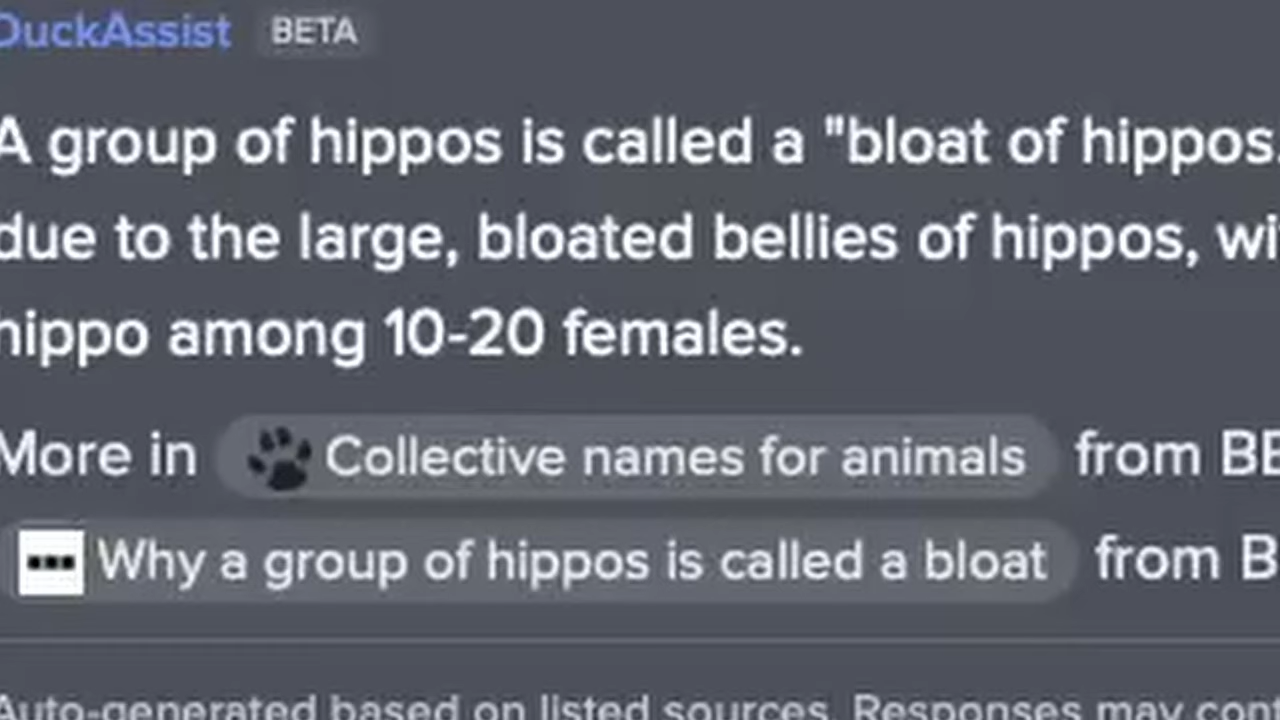 DuckAssist BETA
A group of hippos is called a "bloat of hippos.
due to the large, bloated bellies of hippos,
hippo among 10-20 females.
More in Collective names for animals from
Why a group of hippos is called a bloat from
Auto-generated based on listed sources. Responses may